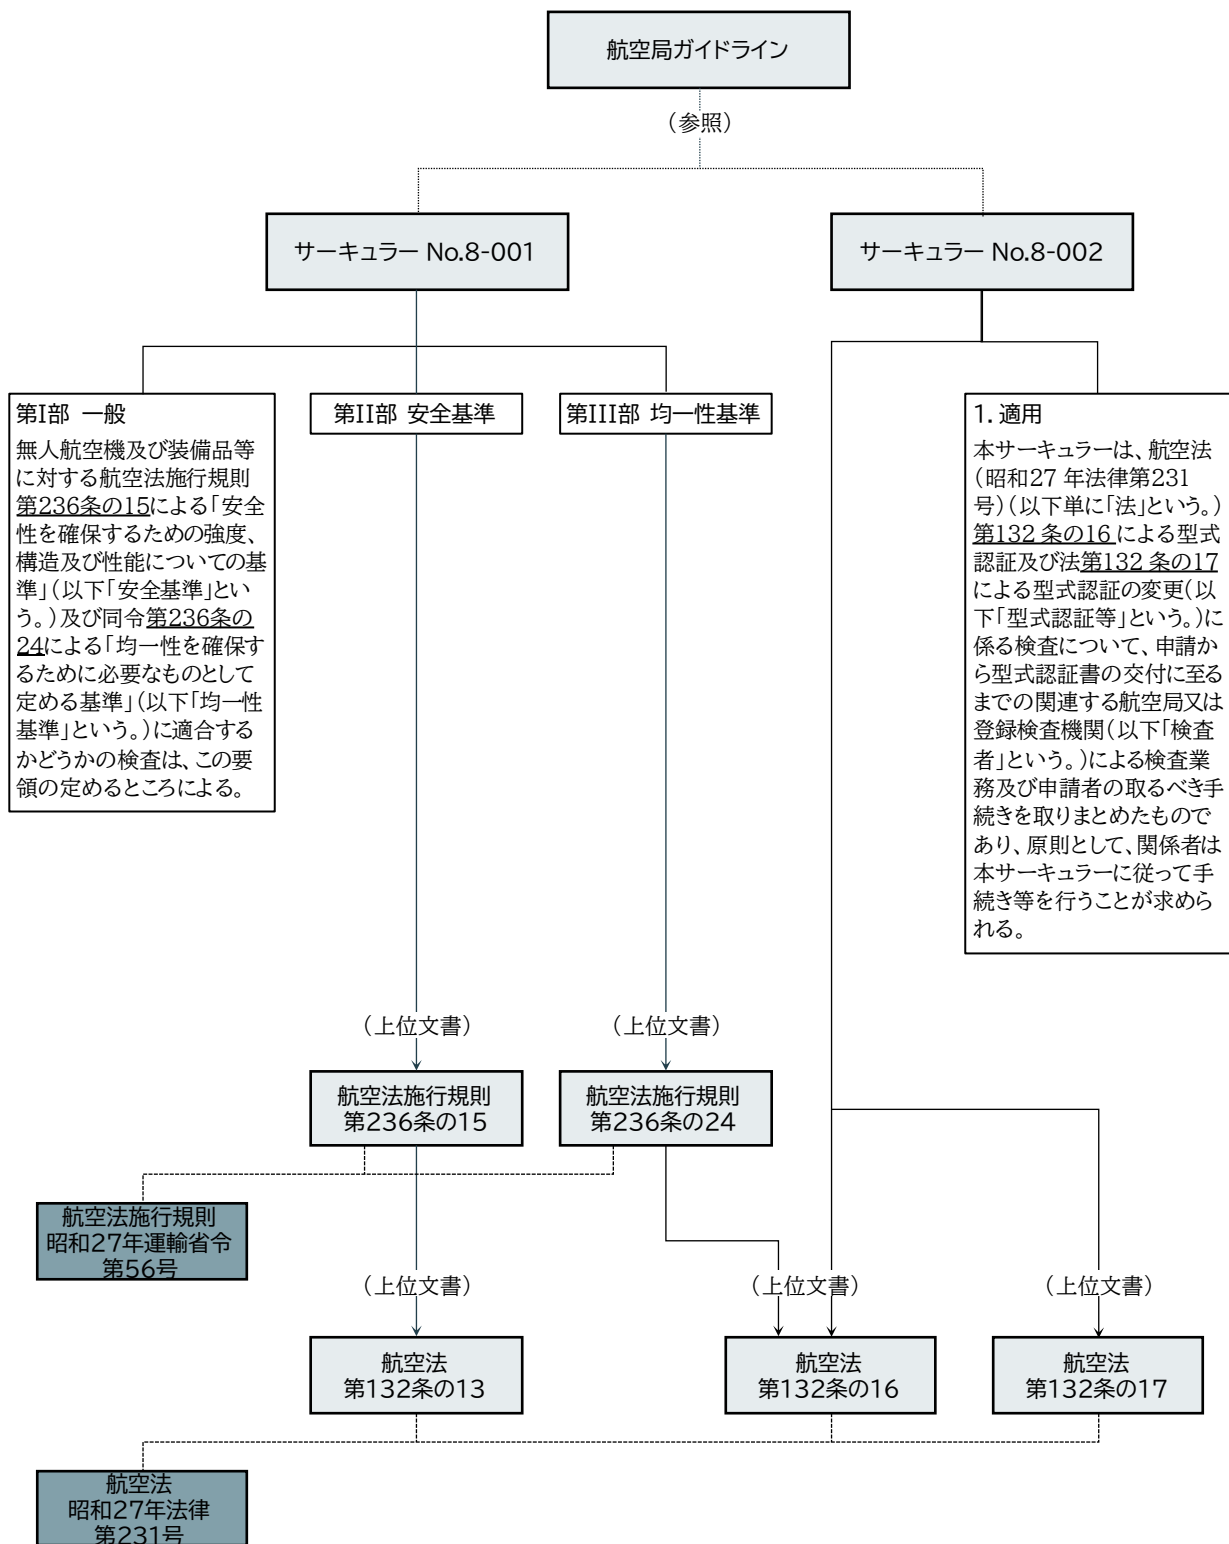 航空局ガイドライン
（参照）
サーキュラー No.8-001
サーキュラー No.8-002
第I部 一般
無人航空機及び装備品等
に対する航空法施行規則
第236条の15による「安全
性を確保するための強度、
構造及び性能についての基
準」（以下「安全基準」とい
う。）及び同令第236条の
24による「均一性を確保す
るために必要なものとして
定める基準」（以下「均一性
基準」という。）に適合する
かどうかの検査は、この要
領の定めるところによる。
第II部 安全基準
第III部 均一性基準
1. 適用
本サーキュラーは、航空法
（昭和27 年法律第231
号）（以下単に「法」という。）
第132 条の16 による型式
認証及び法第132 条の17
による型式認証の変更（以
下「型式認証等」という。）に
係る検査について、申請か
ら型式認証書の交付に至る
までの関連する航空局又は
登録検査機関（以下「検査
者」という。）による検査業
務及び申請者の取るべき手
続きを取りまとめたもので
あり、原則として、関係者は
本サーキュラーに従って手
続き等を行うことが求めら
れる。
（上位文書）
（上位文書）
航空法施行規則
第236条の15
航空法施行規則
第236条の24
航空法施行規則
昭和27年運輸省令
第56号
（上位文書）
（上位文書）
（上位文書）
航空法
第132条の13
航空法
第132条の16
航空法
第132条の17
航空法
昭和27年法律
第231号